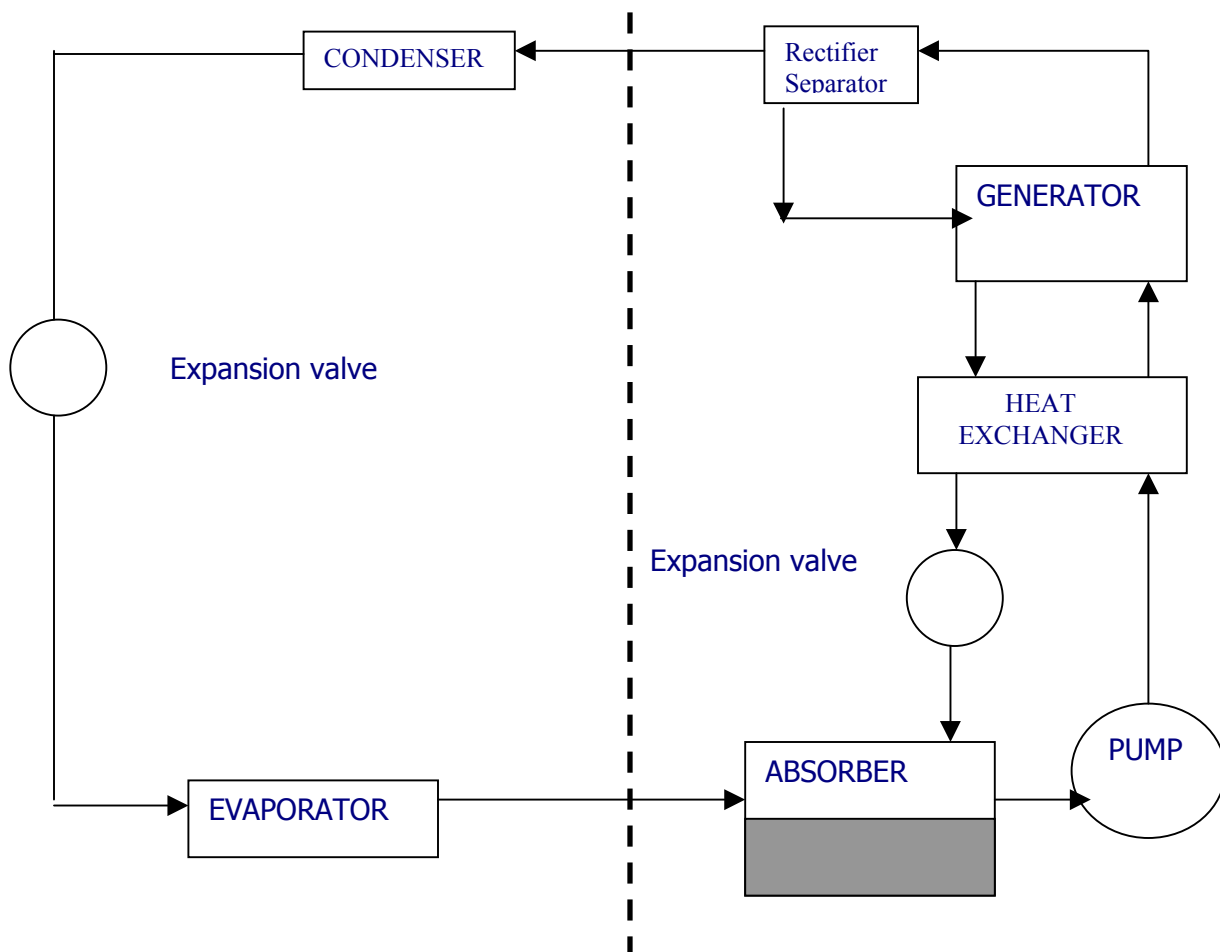 CONDENSER
Rectifier
Separator
GENERATOR
Expansion valve
HEAT
EXCHANGER
Expansion valve
PUMP
ABSORBER
EVAPORATOR